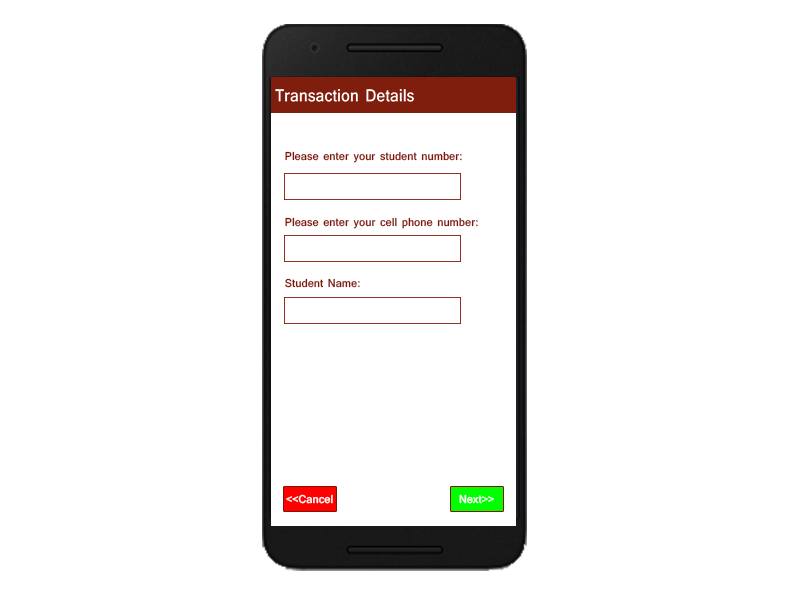 Transaction Details
Please enter your student number:
Please enter your cell phone number:
Student Name:
<<Cancel
Next>>